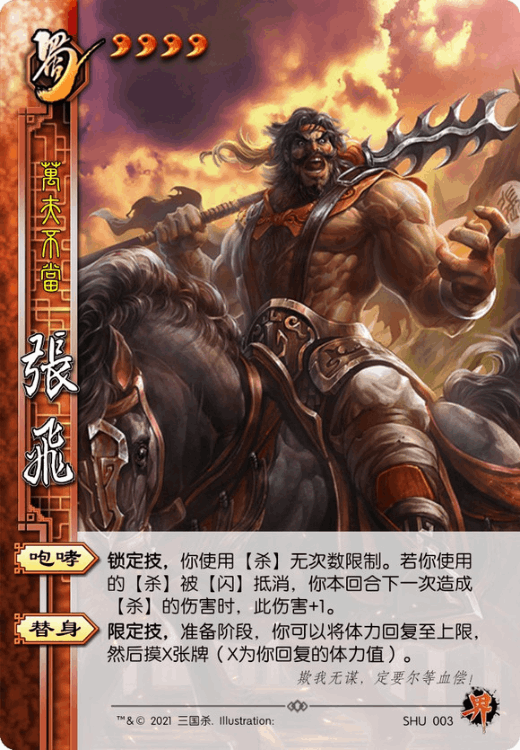 蜀
萬夫不當
張飛
咆哮
锁定技，你使用【杀】无次数限制。若你使用
的【杀】被【闪】抵消，你本回合下一次造成
【杀】的伤害时，此伤害+1。
替身
限定技，准备阶段，你可以将体力回复至上限，
然后摸X张牌（X为你回复的体力值）。
欺我无谋，定要尔等血偿！
™&© 2021 三国杀. Illustration:
SHU 003
界